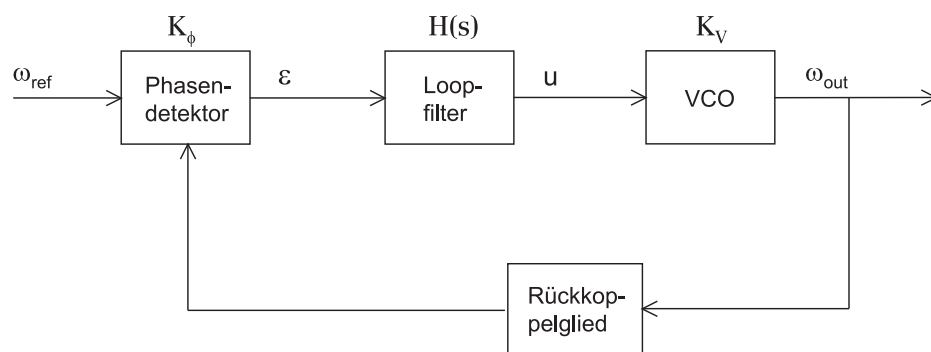 K_ϕ
H(s)
K_V
ω_ref
Phasen-
detektor
ε
Loop-
filter
u
VCO
ω_out
Rückkop-
pelglied